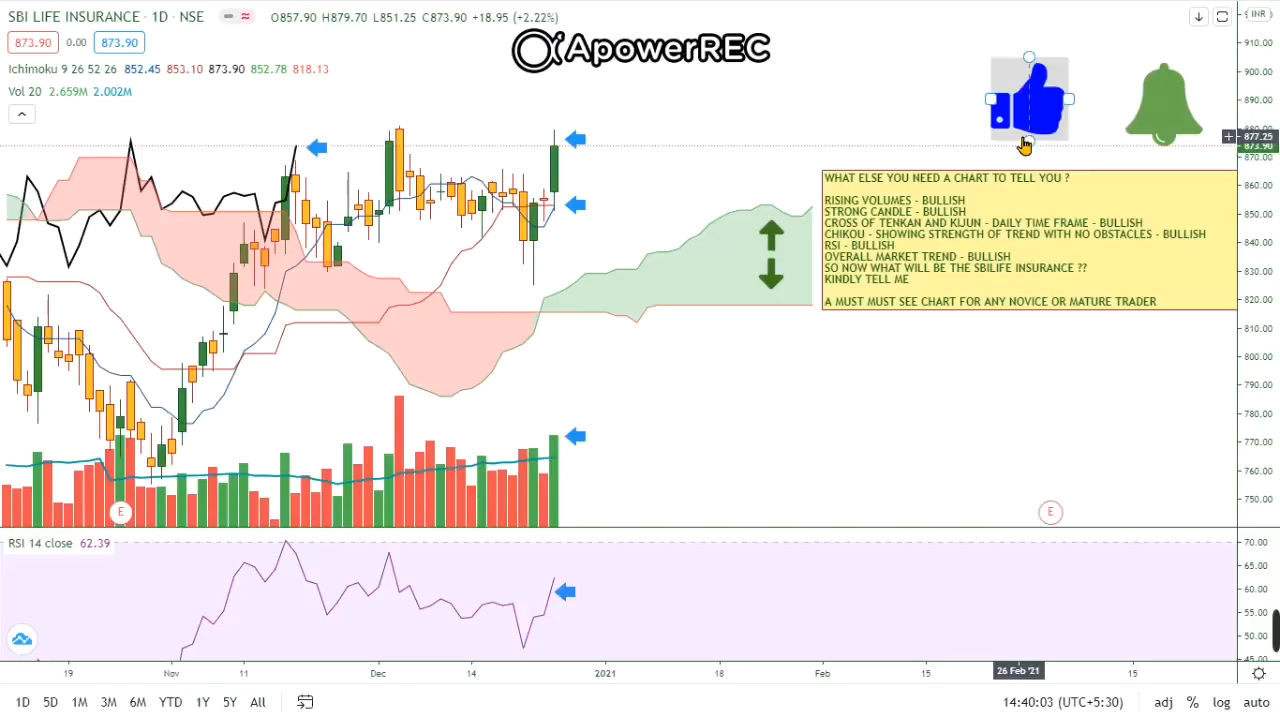 SBI LIFE INSURANCE · 1D · NSE
O857.90 H879.70 L851.25 C873.90 +18.95 (+2.22%)
INR
873.90 0.00 873.90
ApowerREC
Ichimoku 9 26 52 26 852.45 853.10 873.90 852.78 818.13
Vol 20 2.659M 2.002M
910.00
900.00
890.00
877.25
873.90
870.00
860.00
850.00
840.00
830.00
820.00
810.00
800.00
790.00
780.00
770.00
760.00
750.00
WHAT ELSE YOU NEED A CHART TO TELL YOU ?
RISING VOLUMES - BULLISH
STRONG CANDLE - BULLISH
CROSS OF TENKAN AND KIJUN - DAILY TIME FRAME - BULLISH
CHIKOU - SHOWING STRENGTH OF TREND WITH NO OBSTACLES - BULLISH
RSI - BULLISH
OVERALL MARKET TREND - BULLISH
SO NOW WHAT WILL BE THE SBILIFE INSURANCE ??
KINDLY TELL ME
A MUST MUST SEE CHART FOR ANY NOVICE OR MATURE TRADER
E E
RSI 14 close 62.39
70.00
65.00
60.00
55.00
50.00
45.00
19 Nov 11 Dec 14 2021 18 Feb 15 26 Feb '21 15
1D 5D 1M 3M 6M YTD 1Y 5Y All 14:40:03 (UTC+5:30) adj % log auto